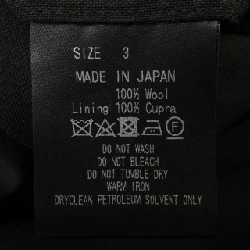 SIZE 3
MADE IN JAPAN
100% Wool
Lining 100% Cupra
F
DO NOT WASH
DO NOT BLEACH
DO NOT TUMBLE DRY
WARM IRON
DRYCLEAN PETROLEUM SOLVENT ONLY